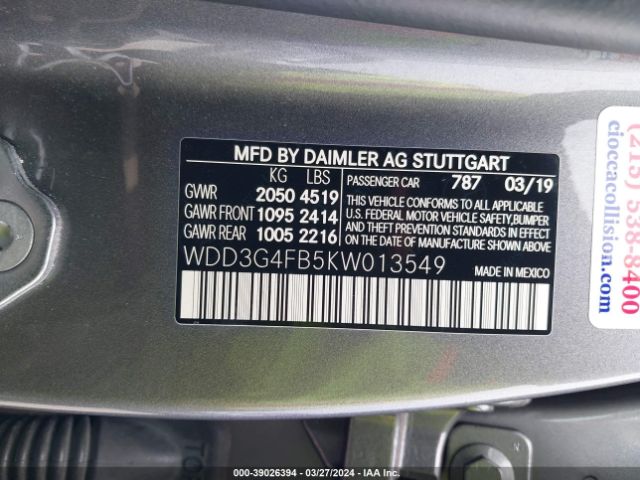 MFD BY DAIMLER AG STUTTGART
KG LBS
GVWR 2050 4519
GAWR FRONT 1095 2414
GAWR REAR 1005 2216
PASSENGER CAR 787 03/19
THIS VEHICLE CONFORMS TO ALL APPLICABLE
U.S. FEDERAL MOTOR VEHICLE SAFETY,BUMPER
AND THEFT PREVENTION STANDARDS
IN EFFECT ON THE DATE OF
MANUFACTURE SHOWN ABOVE.
WDD3G4FB5KW013549
MADE IN MEXICO
(215) 538-8400
cioccacollision.com
000-39026394 - 03/27/2024 - IAA Inc.